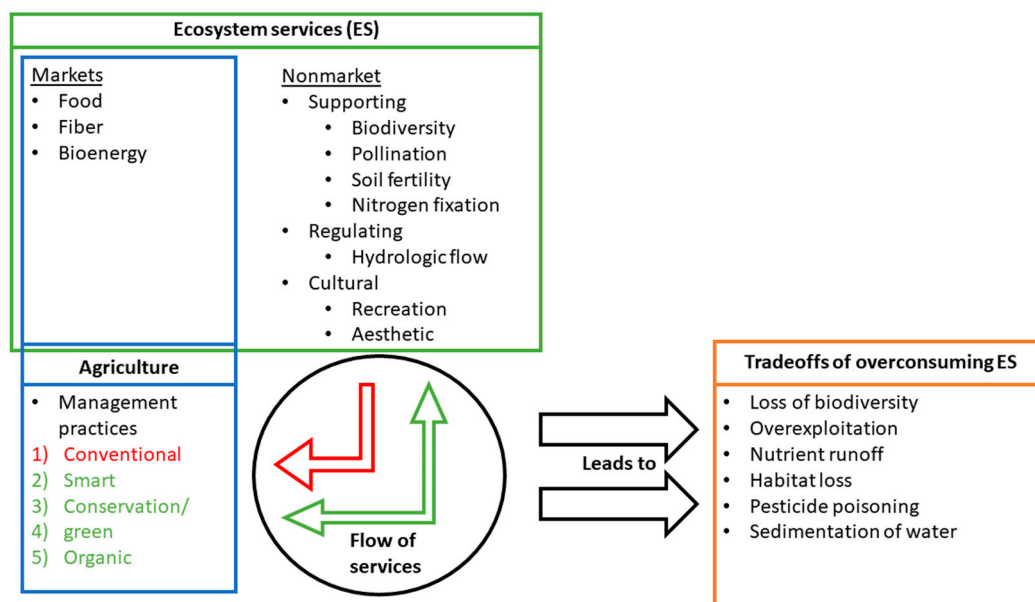 Ecosystem services (ES)
Markets
• Food
• Fiber
• Bioenergy
Nonmarket
• Supporting
• Biodiversity
• Pollination
• Soil fertility
• Nitrogen fixation
• Regulating
• Hydrologic flow
• Cultural
• Recreation
• Aesthetic
Agriculture
• Management
practices
1) Conventional
2) Smart
3) Conservation/
4) green
5) Organic
Flow of
services
Leads to
Tradeoffs of overconsuming ES
• Loss of biodiversity
• Overexploitation
• Nutrient runoff
• Habitat loss
• Pesticide poisoning
• Sedimentation of water